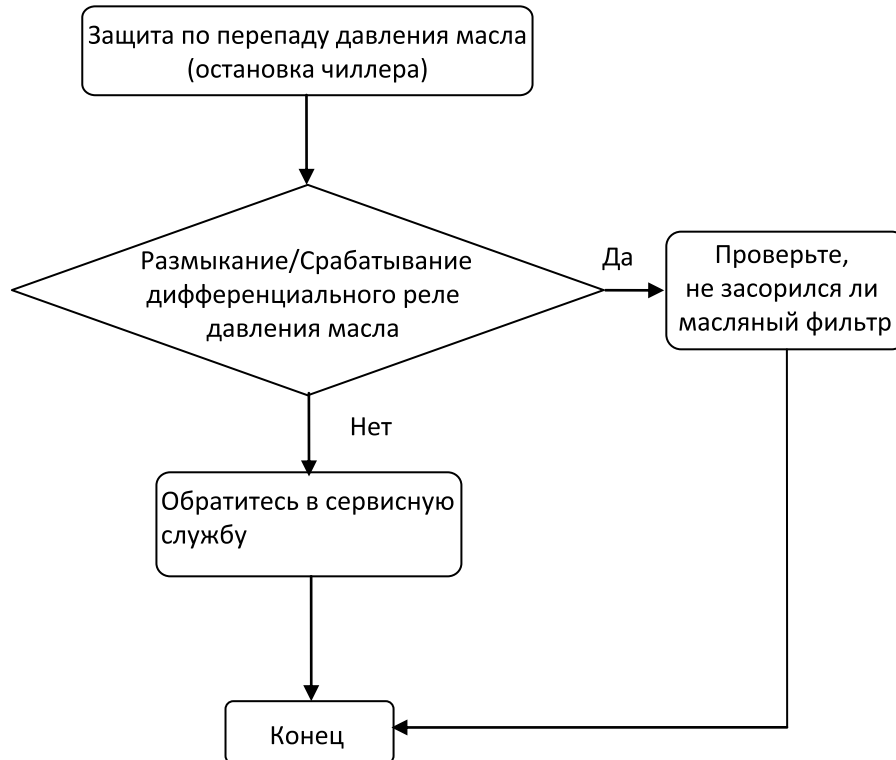 Защита по перепаду давления масла
(остановка чиллера)
Размыкание/Срабатывание
дифференциального реле
давления масла
Да
Проверьте,
не засорился ли
масляный фильтр
Нет
Обратитесь в сервисную
службу
Конец